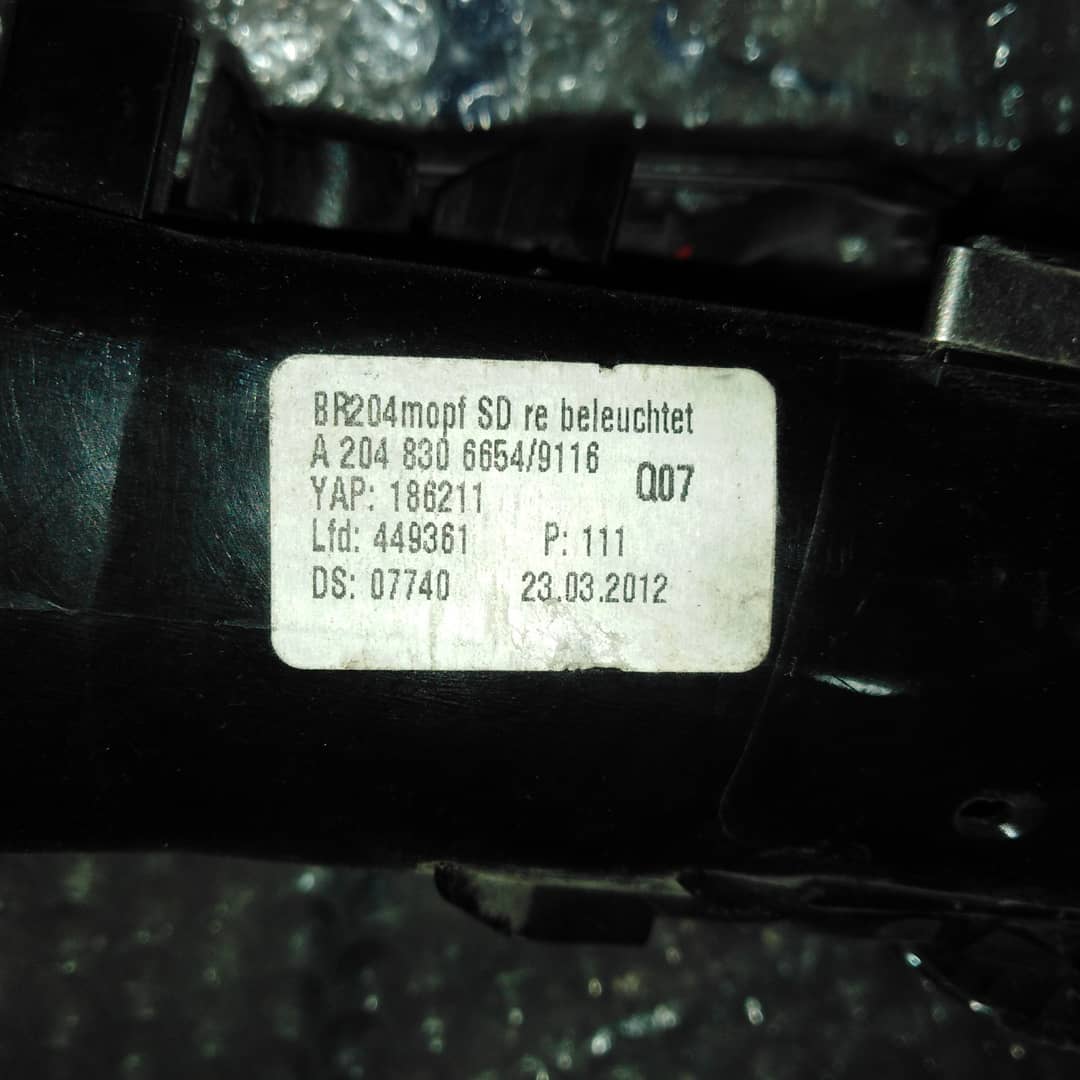 BR204mopf SD re beleuchtet
A 204 830 6654/9116
Q07
YAP: 186211
Lfd: 449361 P: 111
DS: 07740 23.03.2012